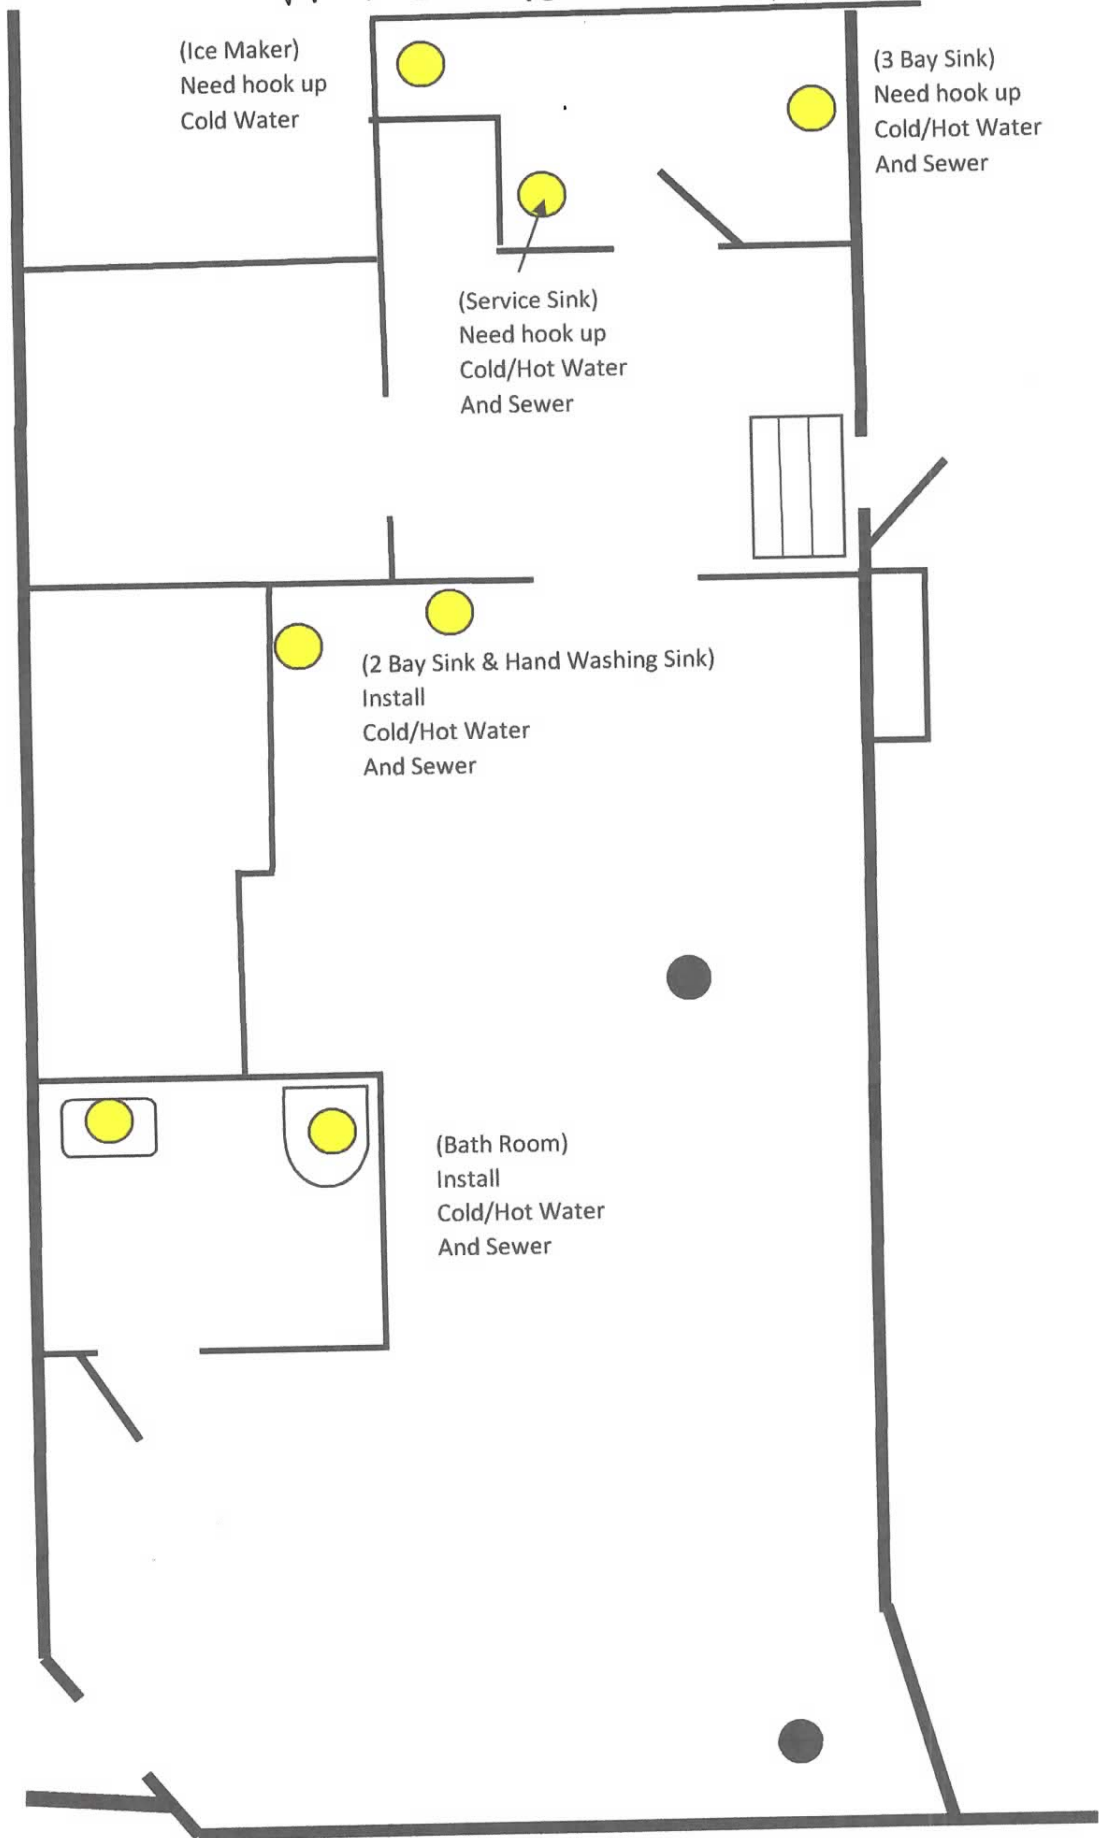 (Ice Maker)
Need hook up
Cold Water
(3 Bay Sink)
Need hook up
Cold/Hot Water
And Sewer
(Service Sink)
Need hook up
Cold/Hot Water
And Sewer
(2 Bay Sink & Hand Washing Sink)
Install
Cold/Hot Water
And Sewer
(Bath Room)
Install
Cold/Hot Water
And Sewer